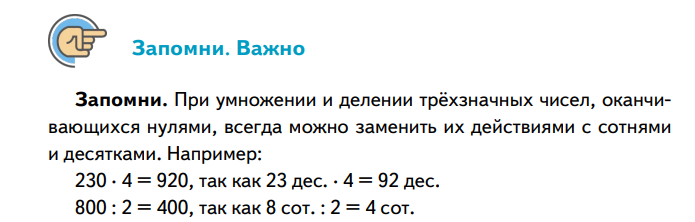 Запомни. Важно
Запомни. При умножении и делении трёхзначных чисел, оканчи-
вающихся нулями, всегда можно заменить их действиями с сотнями
и десятками. Например:
230 · 4 = 920, так как 23 дес. · 4 = 92 дес.
800 : 2 = 400, так как 8 сот. : 2 = 4 сот.